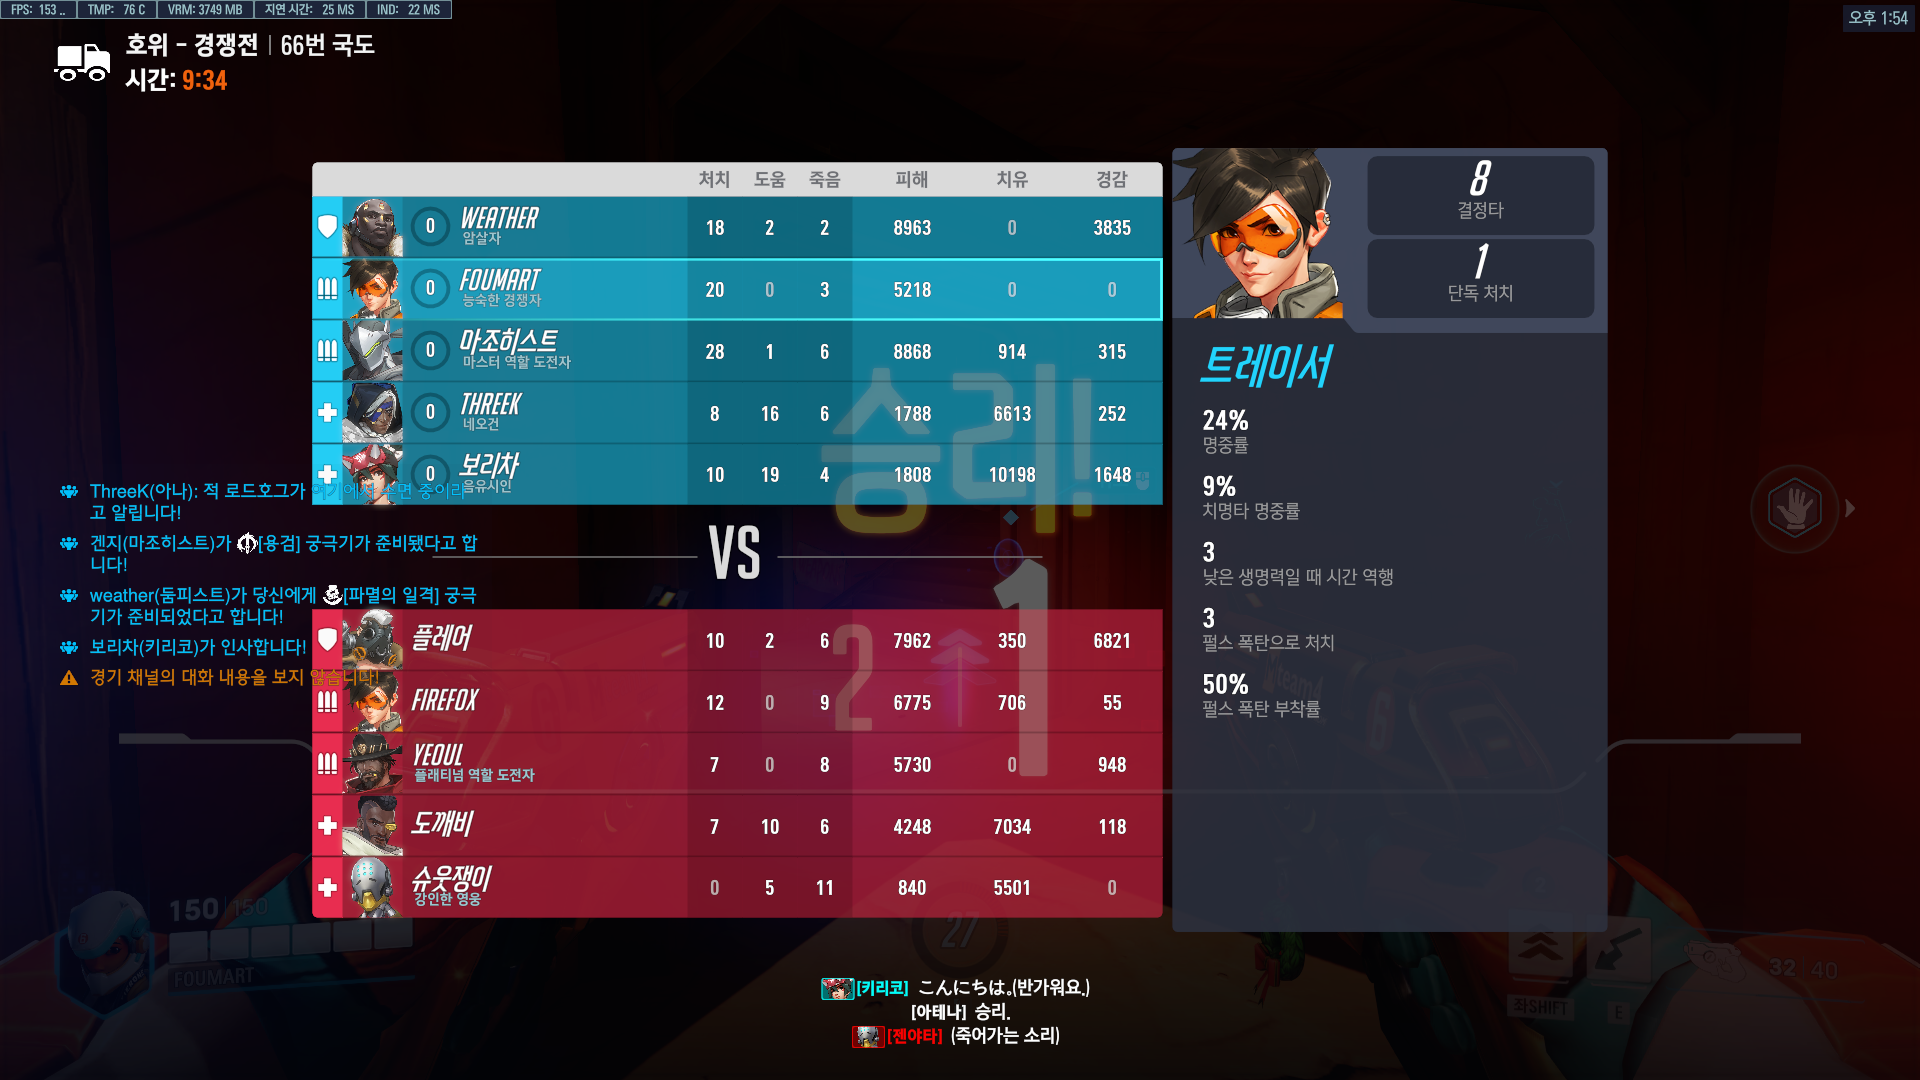 FPS: 153 .. TMP: 76 C VRM: 3749 MB 지연 시간: 25 MS IND: 22 MS
오후 1:54
호위 - 경쟁전 | 66번 국도
시간: 9:34
처치 도움 죽음 피해 치유 경감
0 WEATHER 18 2 2 8963 0 3835
암살자
0 FOUMART 20 0 3 5218 0 0
능숙한 경쟁자
0 마조히스트 28 1 6 8868 914 315
마스터 역할 도전자
0 THREEK 8 16 6 1788 6613 252
네오건
0 보리차 10 19 4 1808 10198 1648
음유시인
승리!
ThreeK(아나): 적 로드호그가 여기에서 수면 중이라
고 알립니다!
겐지(마조히스트)가 [용검] 궁극기가 준비됐다고 합
니다!
weather(둠피스트)가 당신에게 [파멸의 일격] 궁극
기가 준비되었다고 합니다!
보리차(키리코)가 인사합니다!
경기 채널의 대화 내용을 보지 않습니다!
VS
2 1
플레어 10 2 6 7962 350 6821
FIREFOX 12 0 9 6775 706 55
YEOUL 7 0 8 5730 0 948
플래티넘 역할 도전자
도깨비 7 10 6 4248 7034 118
슈웃쟁이 0 5 11 840 5501 0
강인한 영웅
8
결정타
1
단독 처치
트레이서
24%
명중률
9%
치명타 명중률
3
낮은 생명력일 때 시간 역행
3
펄스 폭탄으로 처치
50%
펄스 폭탄 부착률
150 150
FOUMART
27
32 40
좌SHIFT E
[키리코] こんにちは。(반가워요.)
[아테나] 승리.
[젠야타] (죽어가는 소리)